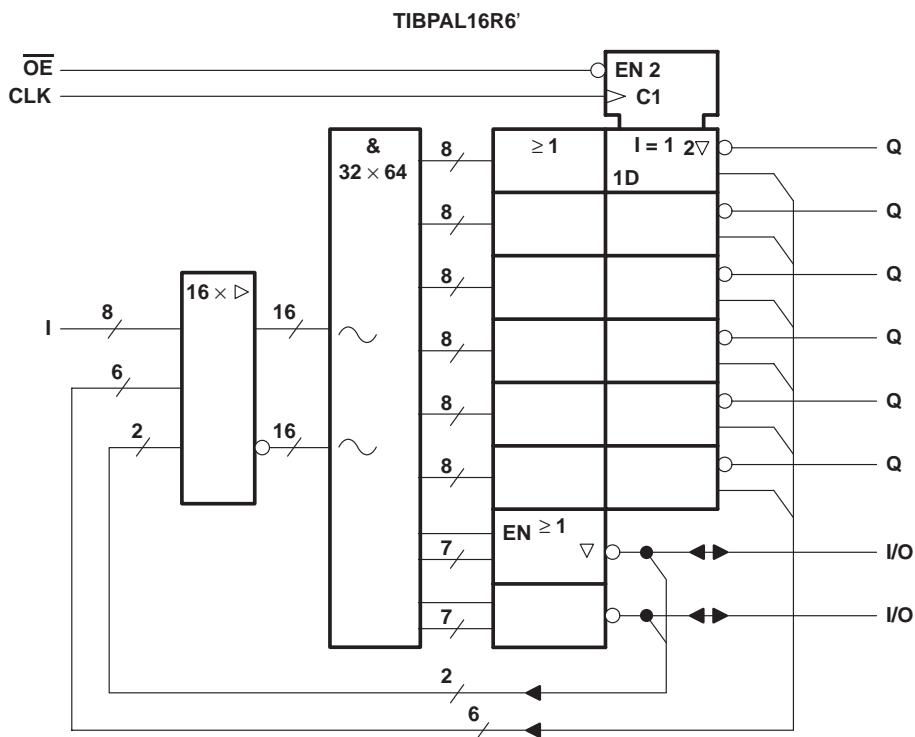 TIBPAL16R6'
OE
EN 2
CLK
C1
&
32 × 64
8
≥ 1
I = 1
2▽
1D
Q
8
Q
8
Q
16 × ▷
I
8
16
8
Q
6
8
Q
2
16
8
Q
EN ≥ 1
▽
7
I/O
7
I/O
2
6